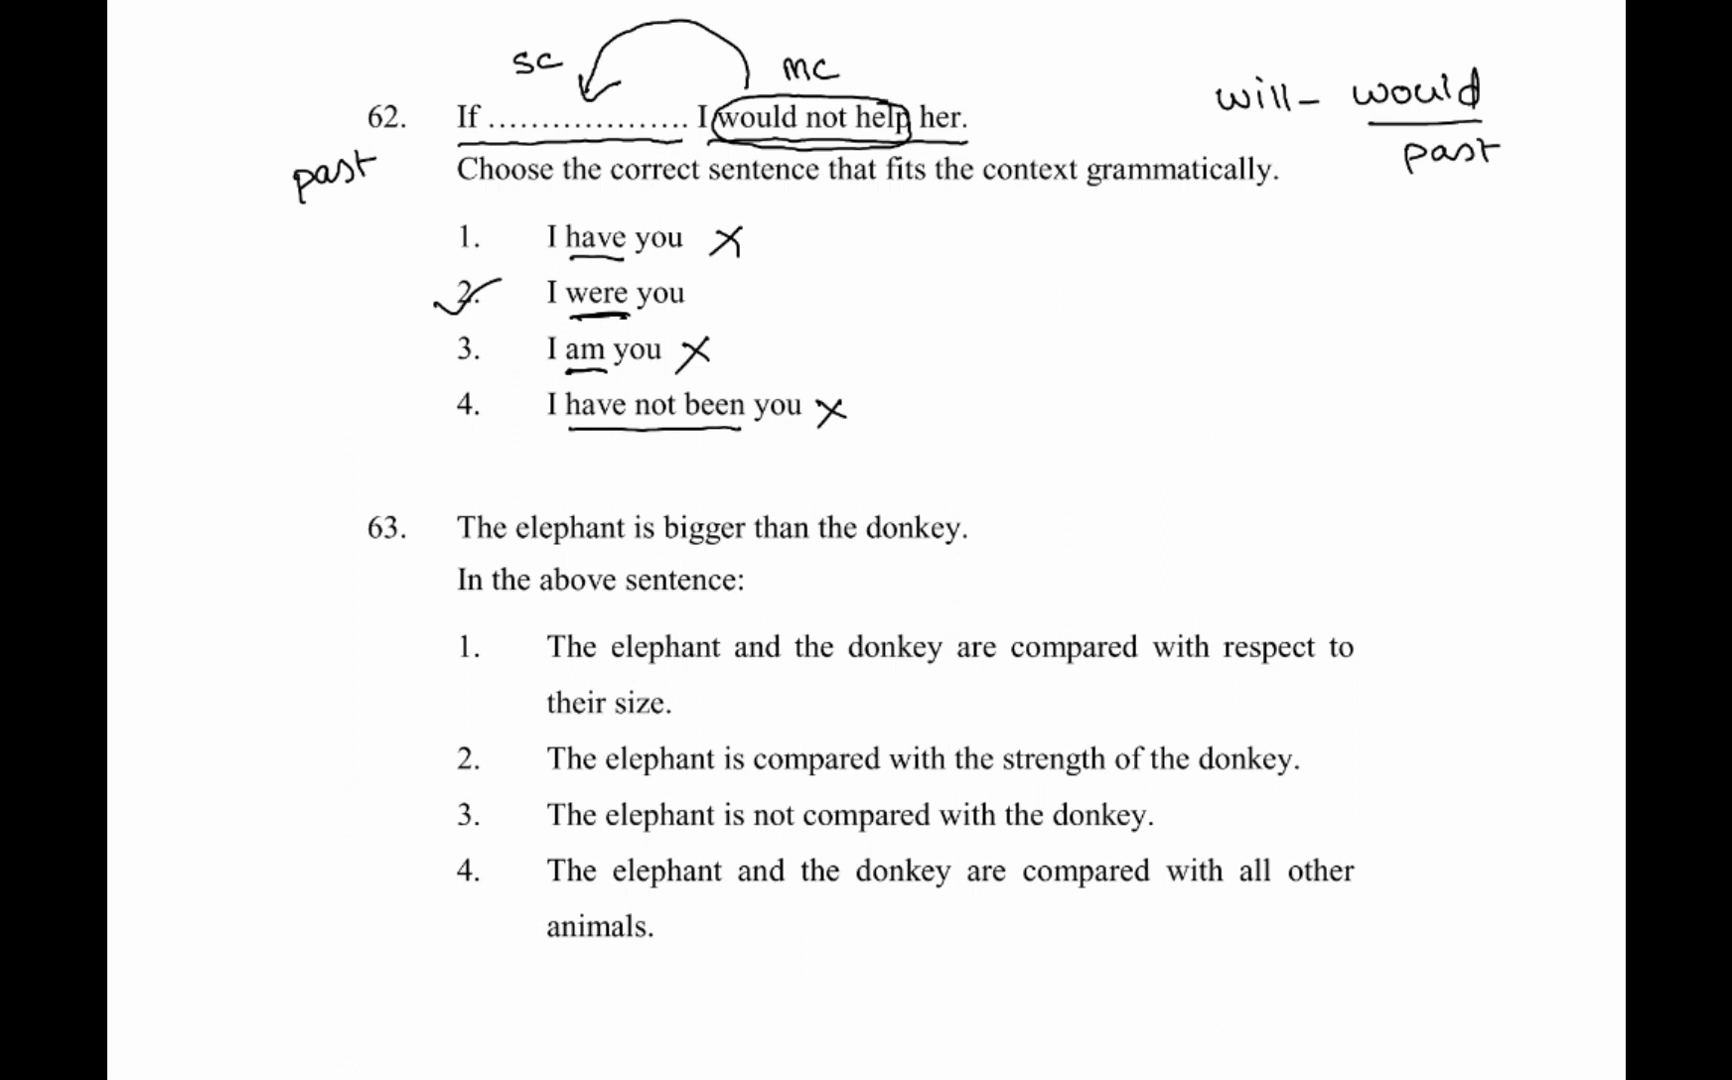 sc
mc
will - would
62. If ................... I would not help her.
past
past
Choose the correct sentence that fits the context grammatically.
1. I have you
2. I were you
3. I am you
4. I have not been you
63. The elephant is bigger than the donkey.
In the above sentence:
1. The elephant and the donkey are compared with respect to
their size.
2. The elephant is compared with the strength of the donkey.
3. The elephant is not compared with the donkey.
4. The elephant and the donkey are compared with all other
animals.